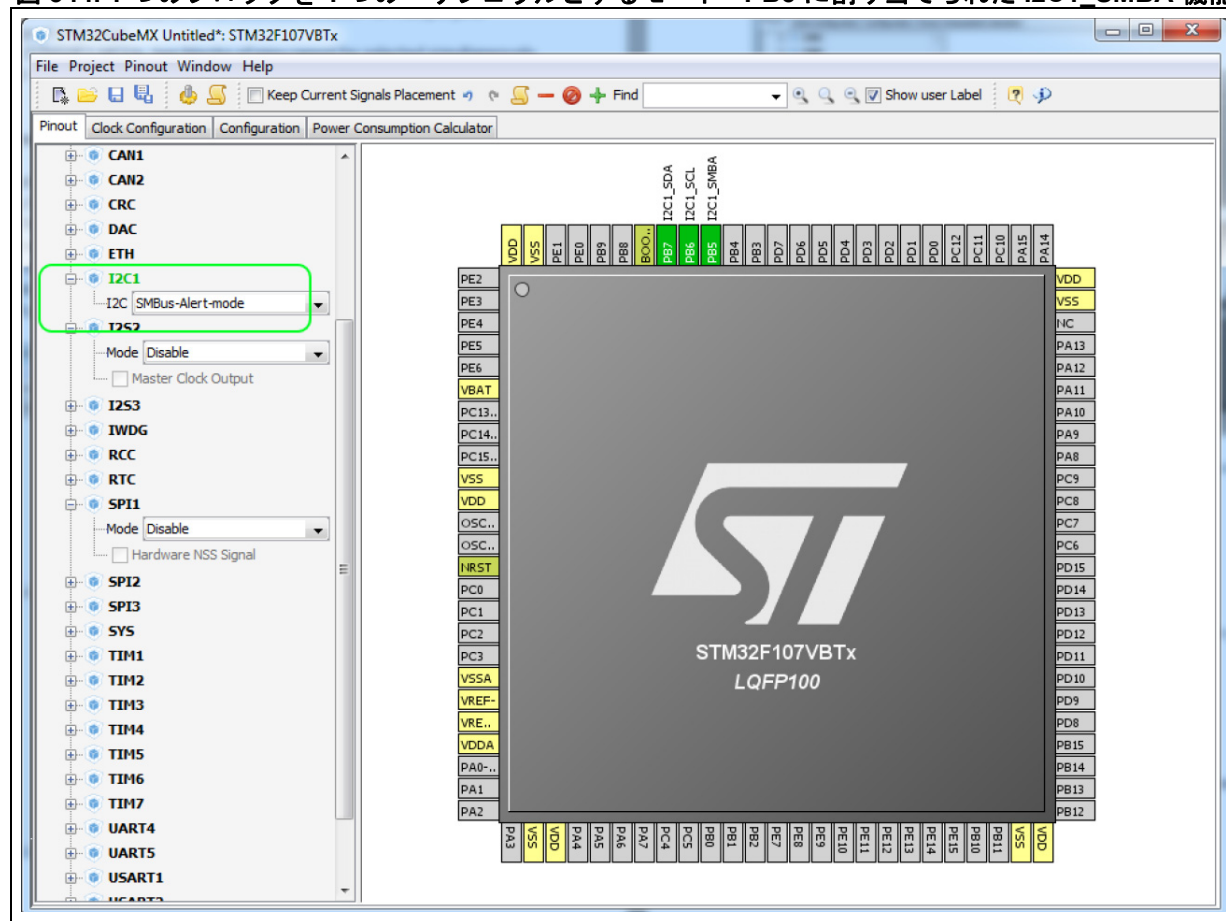 STM32CubeMX Untitled*: STM32F107VBTx
File Project Pinout Window Help
Keep Current Signals Placement
Find
Show user Label
Pinout
Clock Configuration
Configuration
Power Consumption Calculator
CAN1
CAN2
CRC
DAC
ETH
I2C1
I2C SMBus-Alert-mode
I2S2
Mode Disable
Master Clock Output
I2S3
IWDG
RCC
RTC
SPI1
Mode Disable
Hardware NSS Signal
SPI2
SPI3
SYS
TIM1
TIM2
TIM3
TIM4
TIM5
TIM6
TIM7
UART4
UART5
USART1
I2C1_SDA
I2C1_SCL
I2C1_SMBA
VDD
VSS
PE1
PE0
PB9
PB8
BOO..
PB7
PB6
PB5
PB4
PB3
PD7
PD6
PD5
PD4
PD3
PD2
PD1
PD0
PC12
PC11
PC10
PA15
PA14
PE2
PE3
PE4
PE5
PE6
VBAT
PC13..
PC14..
PC15..
VSS
VDD
OSC..
OSC..
NRST
PC0
PC1
PC2
PC3
VSSA
VREF-
VRE..
VDDA
PA0-..
PA1
PA2
ST
STM32F107VBTx
LQFP100
VDD
VSS
NC
PA13
PA12
PA11
PA10
PA9
PA8
PC9
PC8
PC7
PC6
PD15
PD14
PD13
PD12
PD11
PD10
PD9
PD8
PB15
PB14
PB13
PB12
PA3
VSS
VDD
PA4
PA5
PA6
PA7
PC4
PC5
PB0
PB1
PB2
PE7
PE8
PE9
PE10
PE11
PE12
PE13
PE14
PE15
PB10
PB11
VSS
VDD